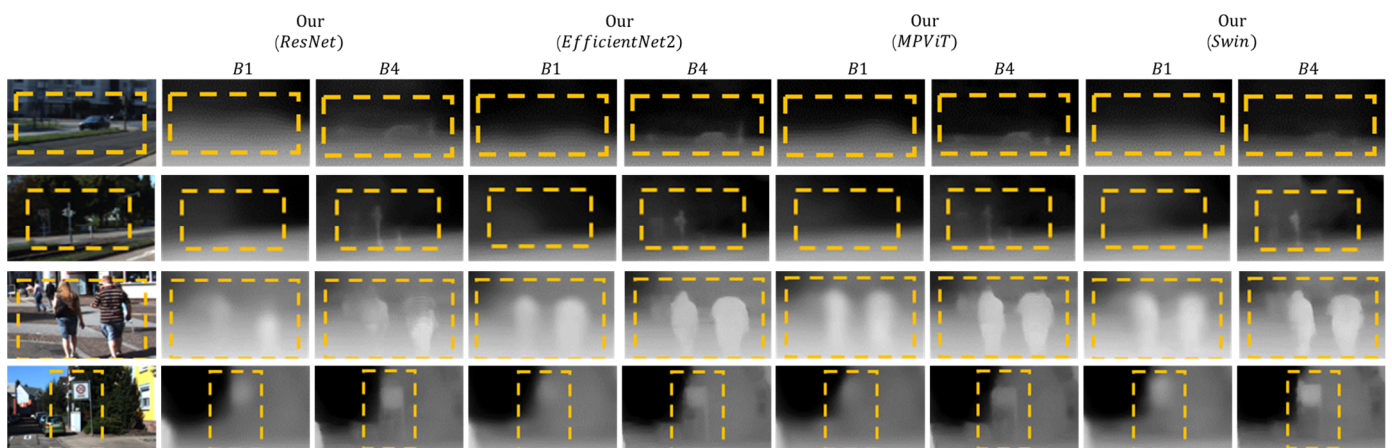 Our Our Our Our
(ResNet) (EfficientNet2) (MPViT) (Swin)
B1 B4 B1 B4 B1 B4 B1 B4